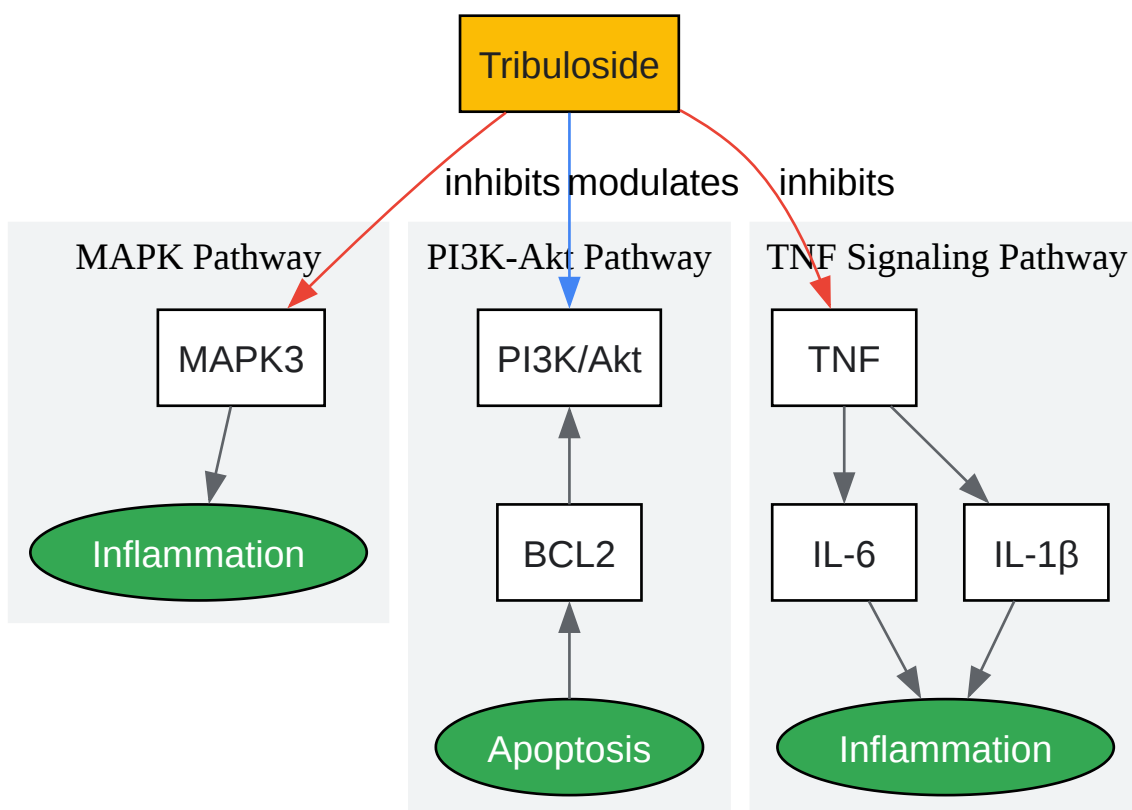 Tribuloside
inhibits modulates inhibits
MAPK Pathway
PI3K-Akt Pathway
TNF Signaling Pathway
MAPK3
PI3K/Akt
TNF
Inflammation
BCL2
IL-6
IL-1β
Apoptosis
Inflammation